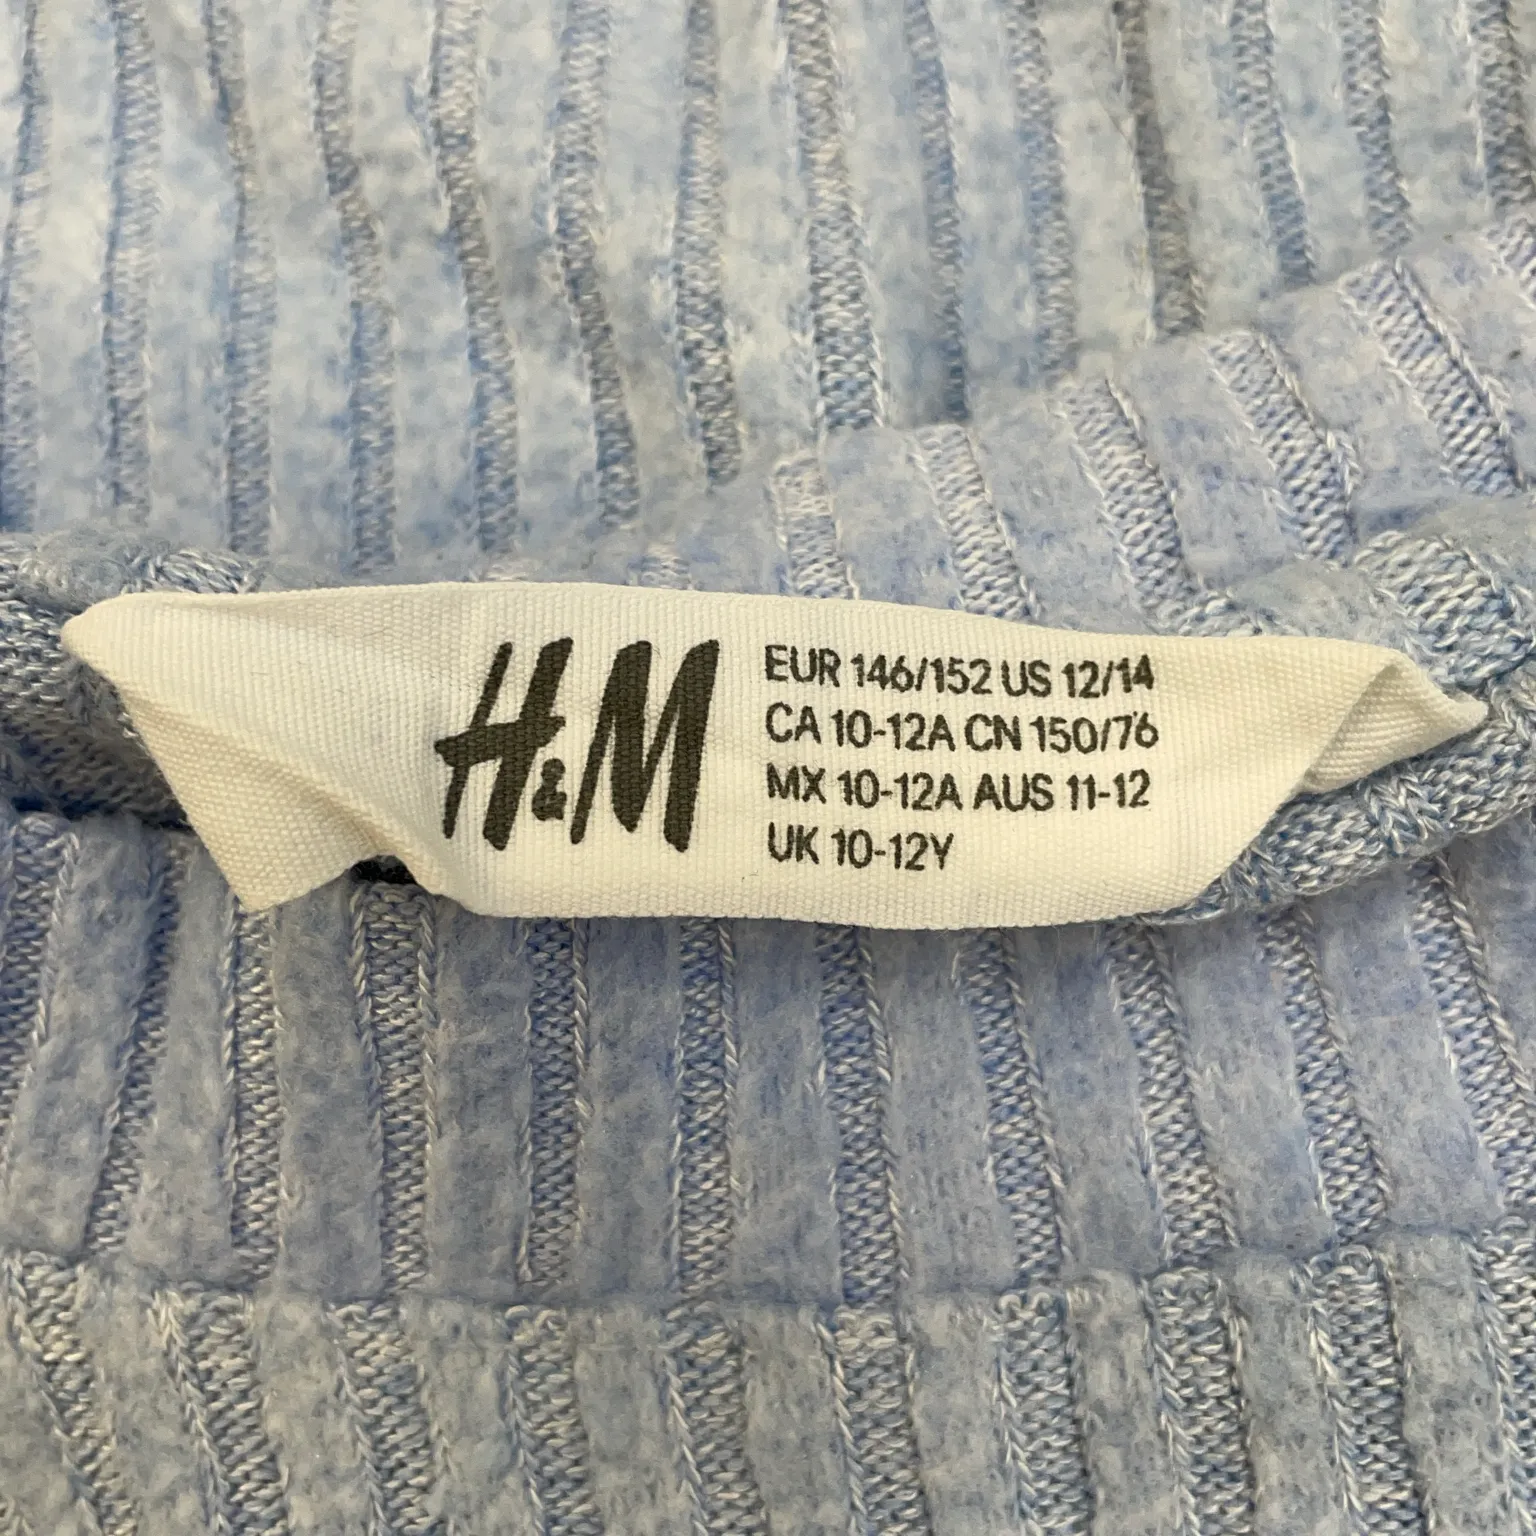 H&M
EUR 146/152 US 12/14
CA 10-12A CN 150/76
MX 10-12A AUS 11-12
UK 10-12Y